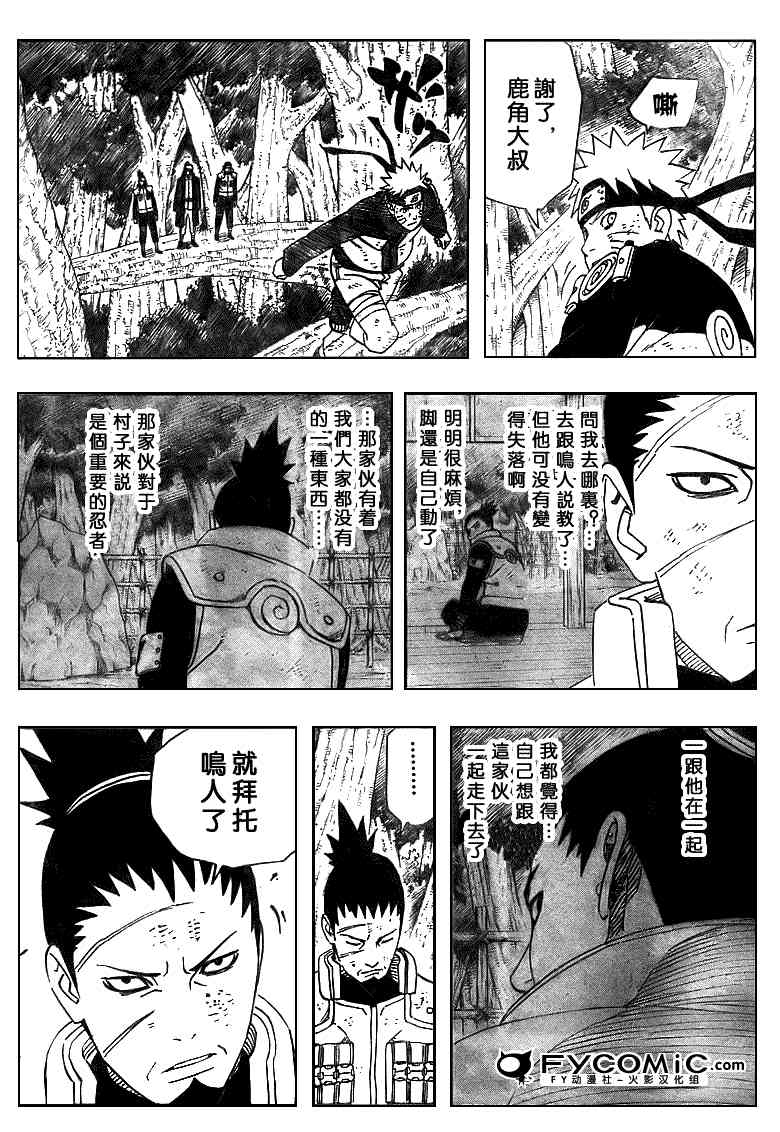 嘶
謝了，
鹿角大叔
問我去哪裏？…
去跟鳴人説教了…
但他可没有變
得失落啊
明明很麻煩，
脚還是自己動了
…那家伙有着
我們大家都没有
的一種東西……
那家伙對于
村子來説
是個重要的忍者…
一跟他在一起
我都覺得…
自己想跟
這家伙
一起走下去了
………
就拜托
鳴人了
FYCOMiC.com
FY动漫社-火影汉化组